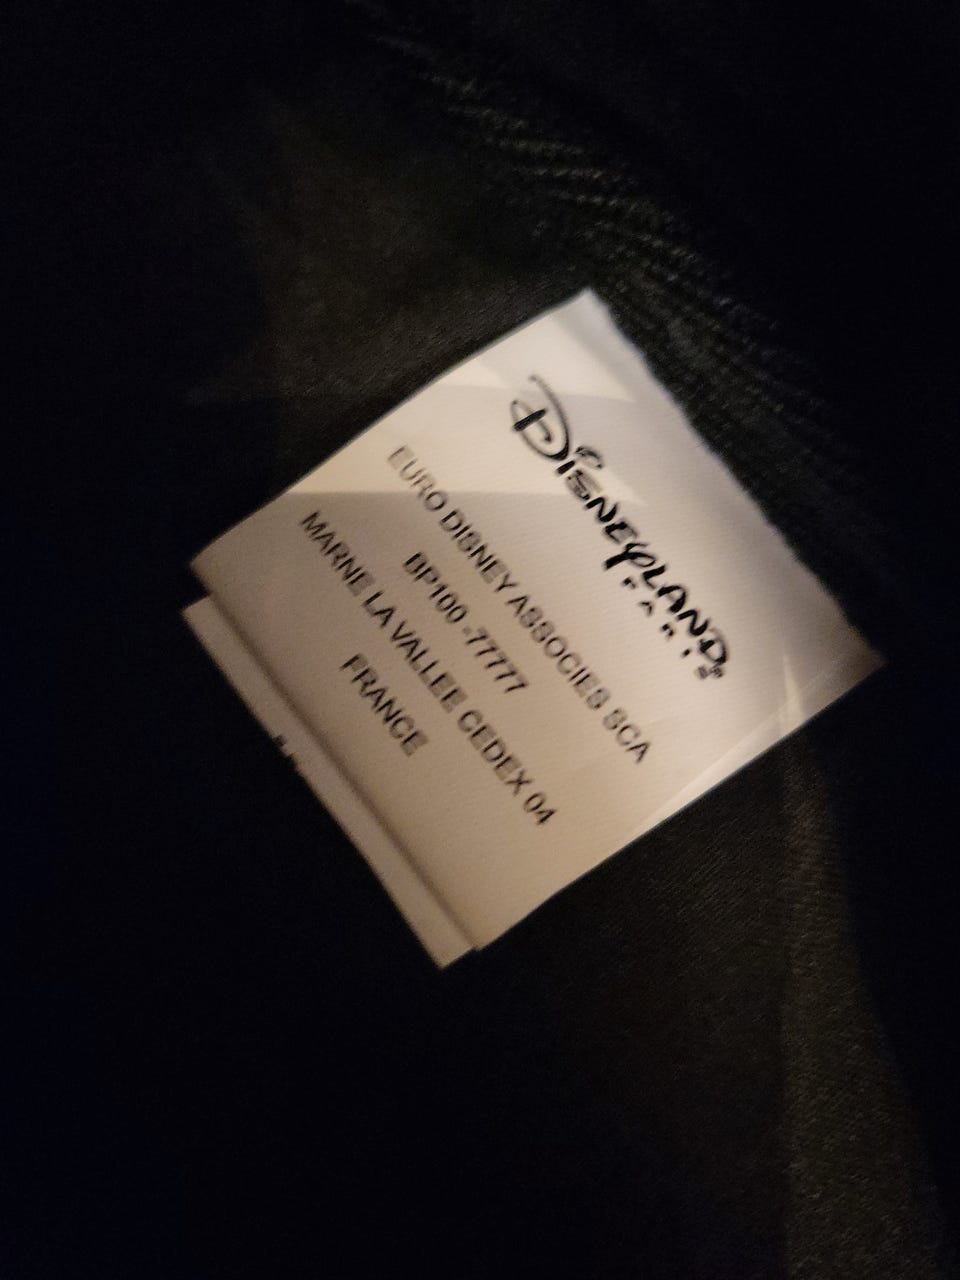 Disneyland®
PARIS
EURO DISNEY ASSOCIES SCA
BP100 -77777
MARNE LA VALLEE CEDEX 04
FRANCE